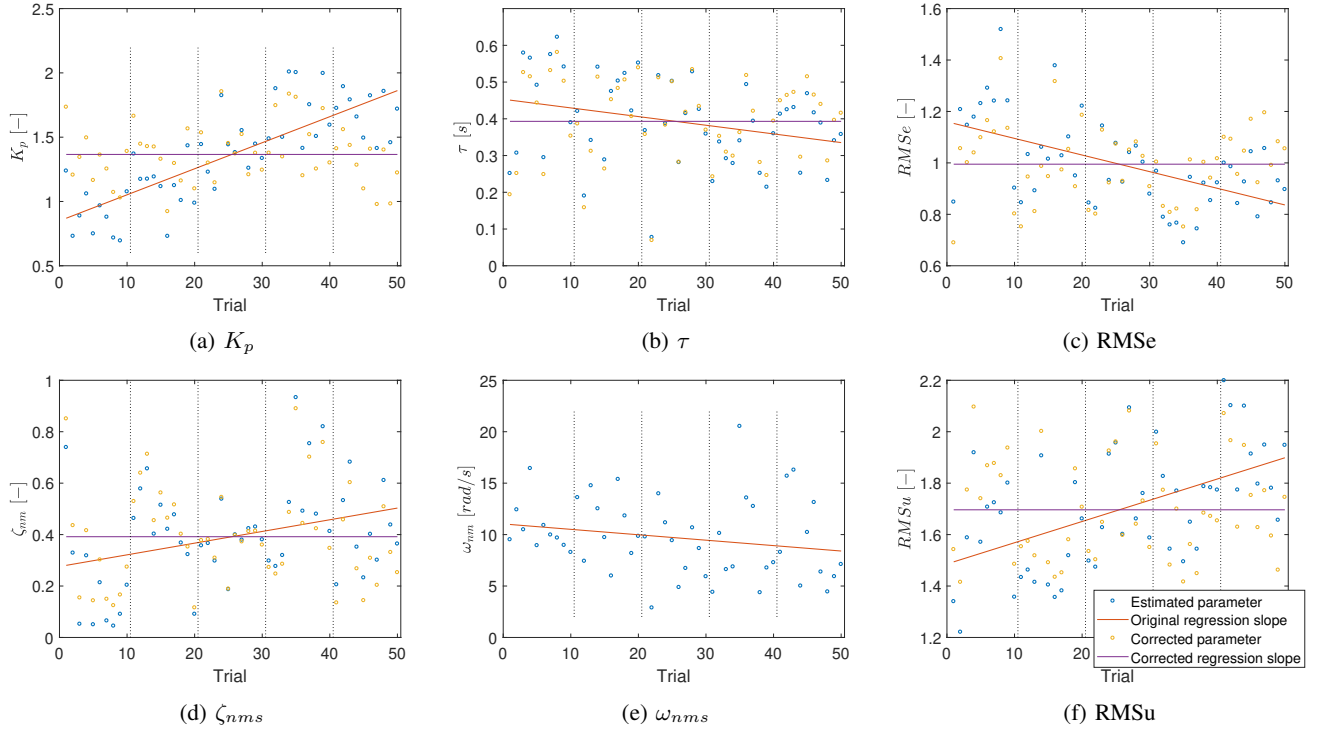 2.5
2
1.5
1
0.5
K_p [−]
0 10 20 30 40 50
Trial
(a) K_p
0.6
0.5
0.4
0.3
0.2
0.1
0
τ [s]
0 10 20 30 40 50
Trial
(b) τ
1.6
1.4
1.2
1
0.8
0.6
RMSe [−]
0 10 20 30 40 50
Trial
(c) RMSe
1
0.8
0.6
0.4
0.2
0
ζ_nm [−]
0 10 20 30 40 50
Trial
(d) ζ_nms
25
20
15
10
5
0
ω_nm [rad/s]
0 10 20 30 40 50
Trial
(e) ω_nms
2.2
2
1.8
1.6
1.4
1.2
RMSu [−]
Estimated parameter
Original regression slope
Corrected parameter
Corrected regression slope
0 10 20 30 40 50
Trial
(f) RMSu